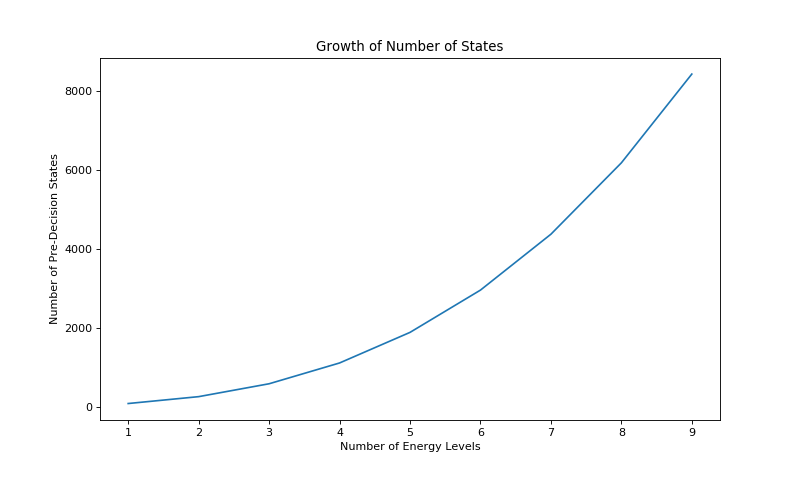 Growth of Number of States
Number of Pre-Decision States
8000
6000
4000
2000
0
1 2 3 4 5 6 7 8 9
Number of Energy Levels